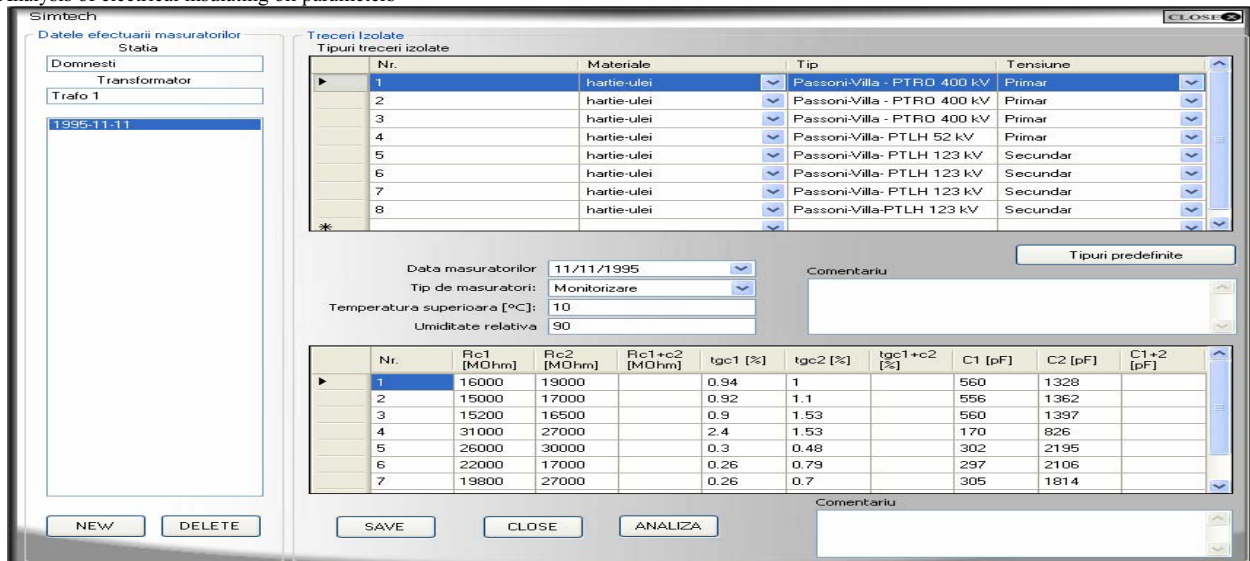 Analysis of electrical insulating oil parameters
Simtech CLOSE
Datele efectuarii masuratorilor
Statia
Domnesti
Transformator
Trafo 1
1995-11-11
NEW DELETE
Treceri Izolate
Tipuri treceri izolate
Nr. Materiale Tip Tensiune
1 hartie-ulei Passoni-Villa - PTRO 400 kV Primar
2 hartie-ulei Passoni-Villa - PTRO 400 kV Primar
3 hartie-ulei Passoni-Villa - PTRO 400 kV Primar
4 hartie-ulei Passoni-Villa- PTLH 52 kV Primar
5 hartie-ulei Passoni-Villa- PTLH 123 kV Secundar
6 hartie-ulei Passoni-Villa- PTLH 123 kV Secundar
7 hartie-ulei Passoni-Villa- PTLH 123 kV Secundar
8 hartie-ulei Passoni-Villa-PTLH 123 kV Secundar
Tipuri predefinite
Data masuratorilor 11/11/1995
Tip de masuratori: Monitorizare
Temperatura superioara [ºC]: 10
Umiditate relativa 90
Comentariu
Nr. Rc1 [MOhm] Rc2 [MOhm] Rc1+c2 [MOhm] tgc1 [%] tgc2 [%] tgc1+c2 [%] C1 [pF] C2 [pF] C1+2 [pF]
1 16000 19000 0.94 1 560 1328
2 15000 17000 0.92 1.1 556 1362
3 15200 16500 0.9 1.53 560 1397
4 31000 27000 2.4 1.53 170 826
5 26000 30000 0.3 0.48 302 2195
6 22000 17000 0.26 0.79 297 2106
7 19800 27000 0.26 0.7 305 1814
SAVE CLOSE ANALIZA
Comentariu